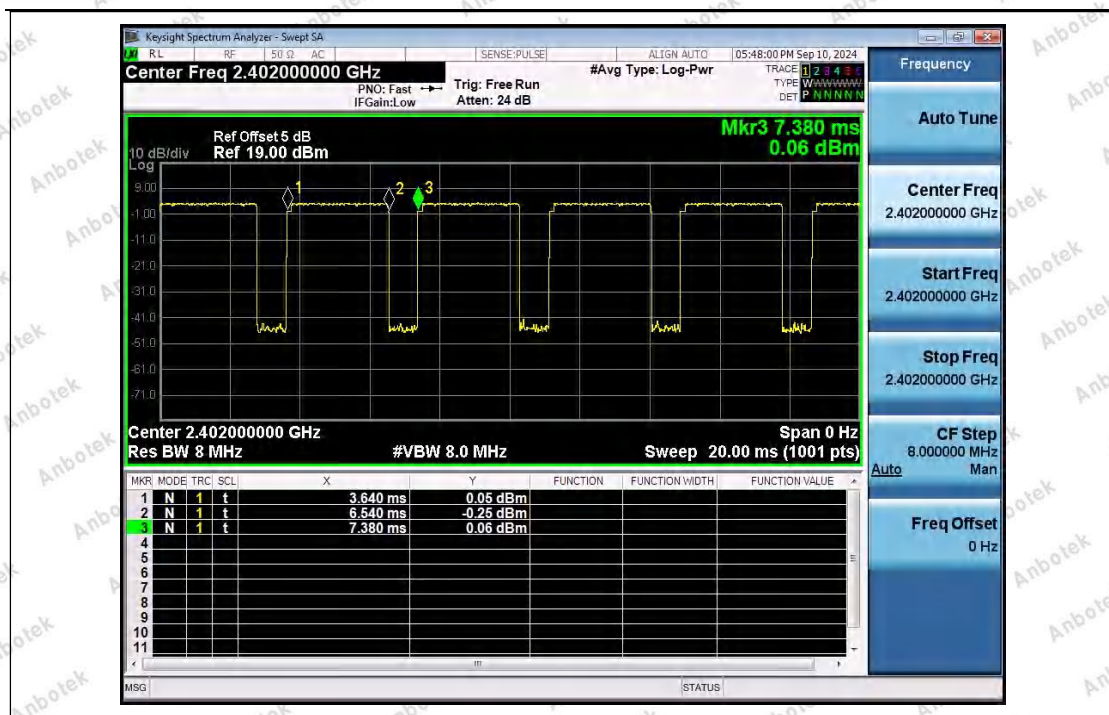 Keysight Spectrum Analyzer - Swept SA
LXI RL RF 50 Ω AC SENSE:PULSE ALIGN AUTO 05:48:00 PM Sep 10, 2024
Center Freq 2.402000000 GHz
PNO: Fast
IFGain:Low
Trig: Free Run
Atten: 24 dB
#Avg Type: Log-Pwr
TRACE 1 2 3 4 5 6
TYPE WWWWWW
DET P N N N N N
Mkr3 7.380 ms
0.06 dBm
Ref Offset 5 dB
10 dB/div Ref 19.00 dBm
Log
9.00
-1.00
-11.0
-21.0
-31.0
-41.0
-51.0
-61.0
-71.0
1 2 3
Center 2.402000000 GHz Span 0 Hz
Res BW 8 MHz #VBW 8.0 MHz Sweep 20.00 ms (1001 pts)
MKR MODE TRC SCL X Y FUNCTION FUNCTION WIDTH FUNCTION VALUE
1 N 1 t 3.640 ms 0.05 dBm
2 N 1 t 6.540 ms -0.25 dBm
3 N 1 t 7.380 ms 0.06 dBm
4
5
6
7
8
9
10
11
MSG STATUS
Frequency
Auto Tune
Center Freq
2.402000000 GHz
Start Freq
2.402000000 GHz
Stop Freq
2.402000000 GHz
CF Step
8.000000 MHz
Auto Man
Freq Offset
0 Hz
Anbotek